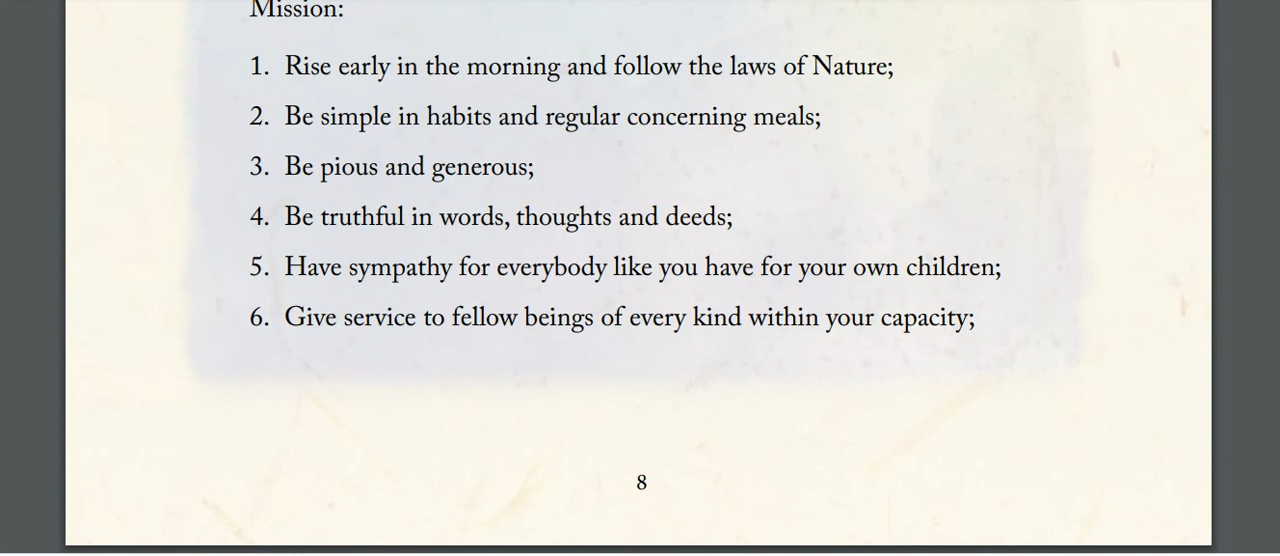 Mission:
1. Rise early in the morning and follow the laws of Nature;
2. Be simple in habits and regular concerning meals;
3. Be pious and generous;
4. Be truthful in words, thoughts and deeds;
5. Have sympathy for everybody like you have for your own children;
6. Give service to fellow beings of every kind within your capacity;
8